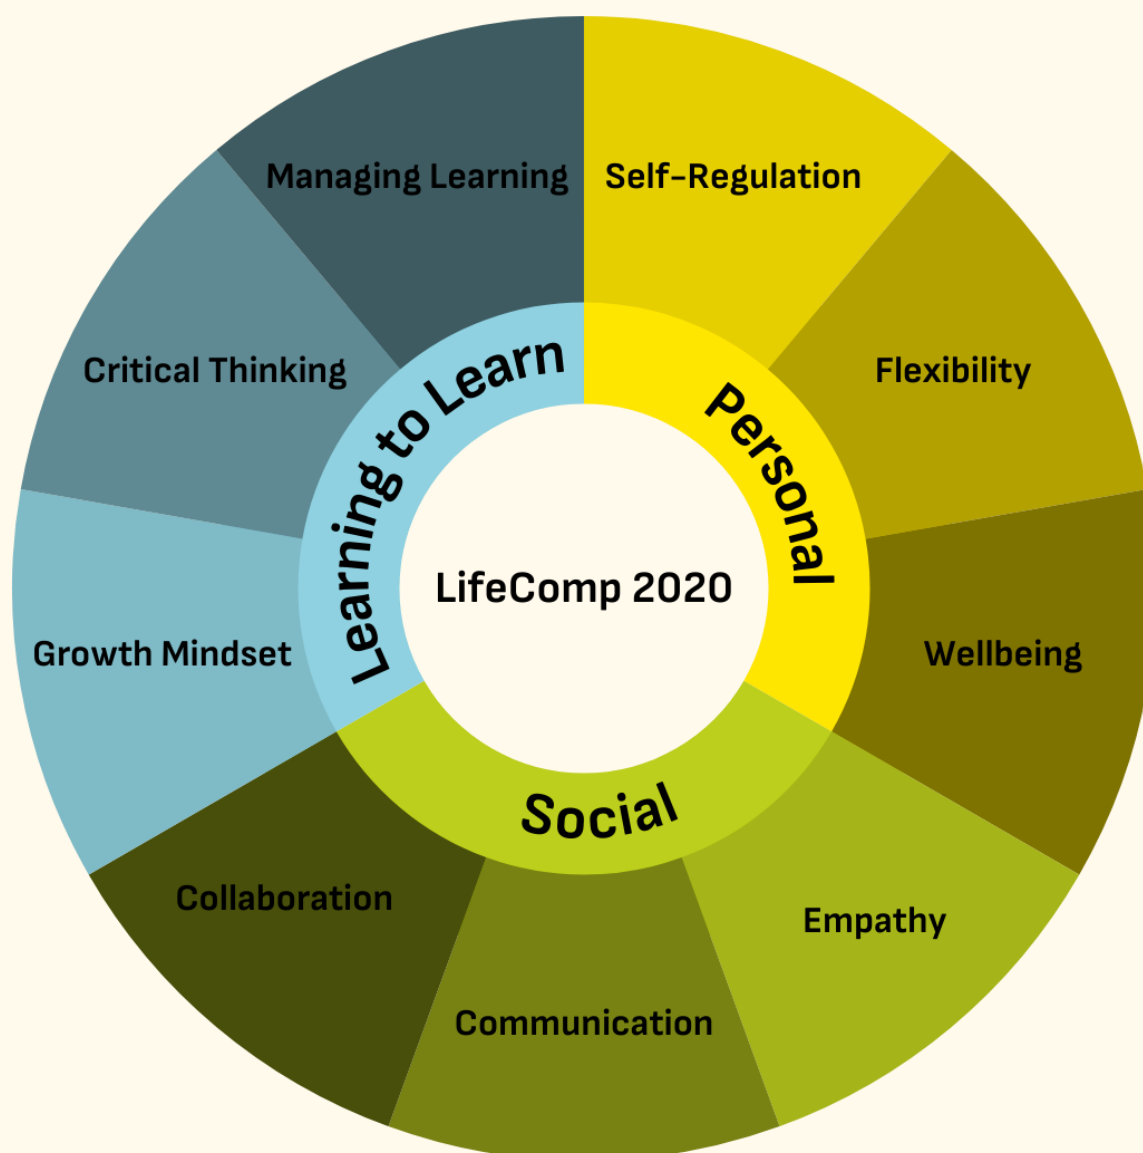 LifeComp 2020
Personal
Self-Regulation
Flexibility
Wellbeing
Social
Empathy
Communication
Collaboration
Learning to Learn
Growth Mindset
Critical Thinking
Managing Learning